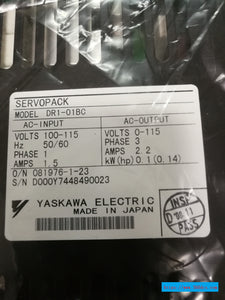 SERVOPACK
MODEL DR1-01BC
AC-INPUT AC-OUTPUT
VOLTS 100-115 VOLTS 0-115
Hz 50/60 PHASE 3
PHASE 1 AMPS 2.2
AMPS 1.5 kW(hp) 0.1 (0.14)
O/N 081976-1-23
S/N D000Y7448490023
YASKAWA ELECTRIC
MADE IN JAPAN
INSP.
PASS